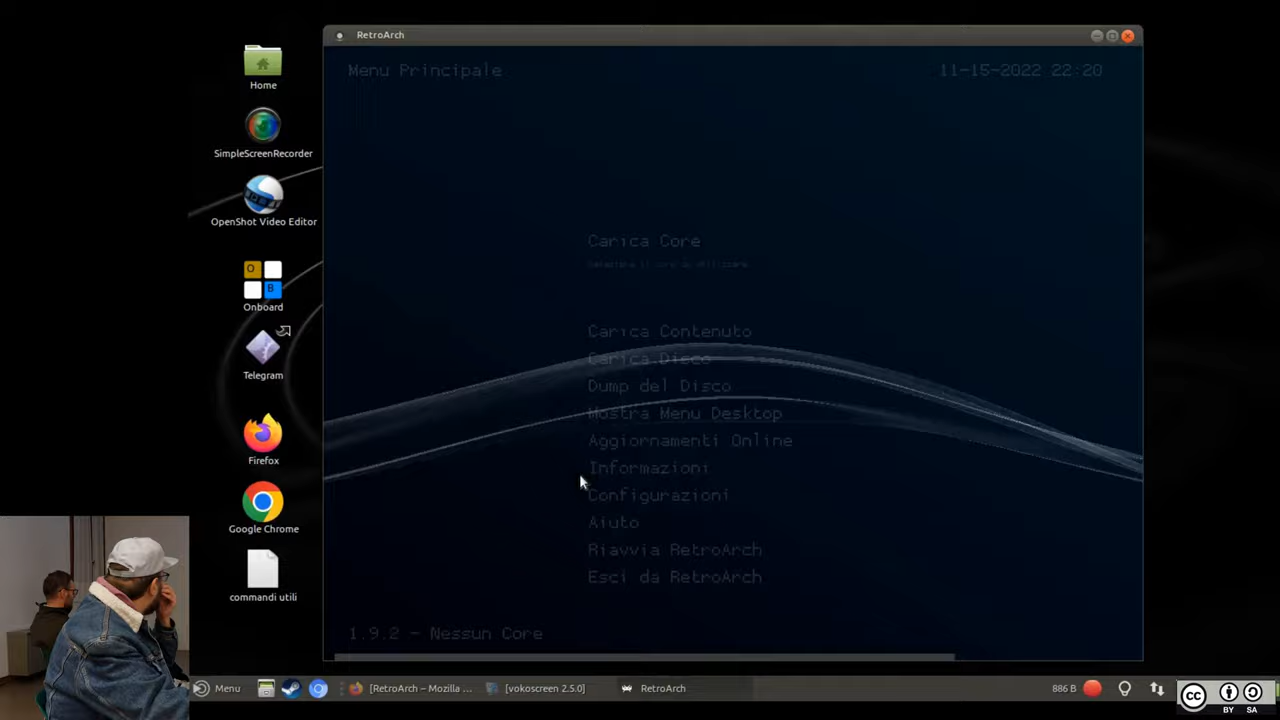 RetroArch
Menu Principale
11-15-2022 22:20
Home
SimpleScreenRecorder
OpenShot Video Editor
O
B
Onboard
Telegram
Firefox
Google Chrome
commandi utili
Carica Core
Carica Contenuto
Carica Disco
Dump del Disco
Mostra Menu Desktop
Aggiornamenti Online
Informazioni
Configurazioni
Aiuto
Riavvia RetroArch
Esci da RetroArch
1.9.2 - Nessun Core
Menu
[RetroArch – Mozilla ...
[vokoscreen 2.5.0]
RetroArch
886 B
CC
BY SA